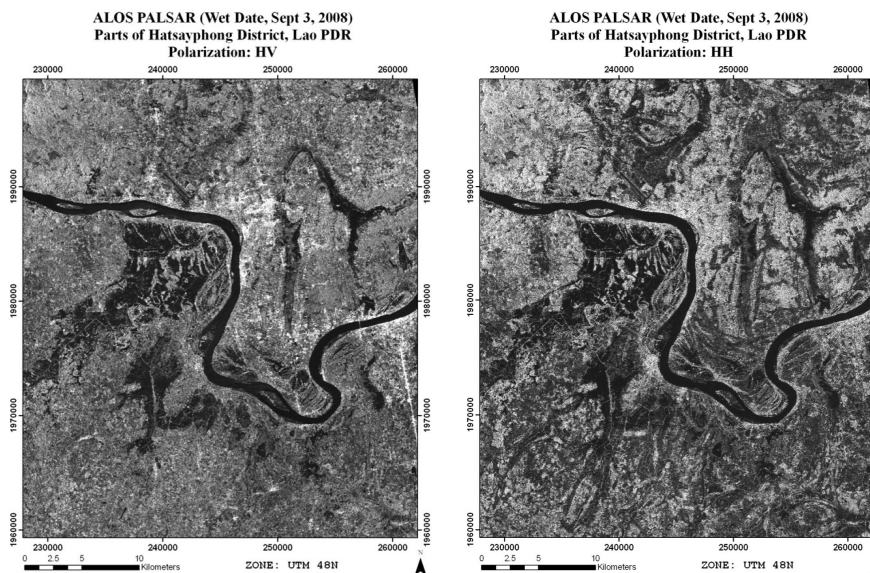 ALOS PALSAR (Wet Date, Sept 3, 2008)
Parts of Hatsayphong District, Lao PDR
Polarization: HV
230000 240000 250000 260000
1990000 1990000
1980000 1980000
1970000 1970000
1960000 1960000
230000 240000 250000 260000
0 2.5 5 10
Kilometers
ZONE: UTM 48N
N
ALOS PALSAR (Wet Date, Sept 3, 2008)
Parts of Hatsayphong District, Lao PDR
Polarization: HH
230000 240000 250000 260000
1990000 1990000
1980000 1980000
1970000 1970000
1960000 1960000
230000 240000 250000 260000
0 2.5 5 10
Kilometers
ZONE: UTM 48N
N